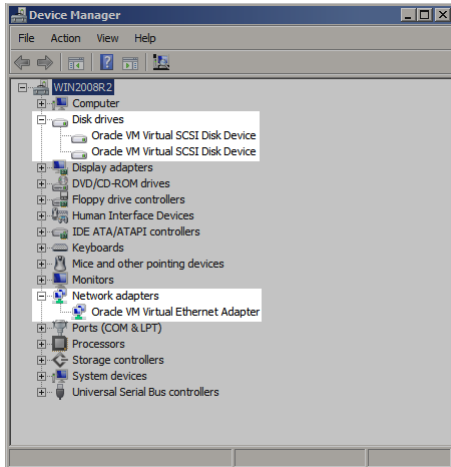 Device Manager
File Action View Help
WIN2008R2
Computer
Disk drives
Oracle VM Virtual SCSI Disk Device
Oracle VM Virtual SCSI Disk Device
Display adapters
DVD/CD-ROM drives
Floppy drive controllers
Human Interface Devices
IDE ATA/ATAPI controllers
Keyboards
Mice and other pointing devices
Monitors
Network adapters
Oracle VM Virtual Ethernet Adapter
Ports (COM & LPT)
Processors
Storage controllers
System devices
Universal Serial Bus controllers